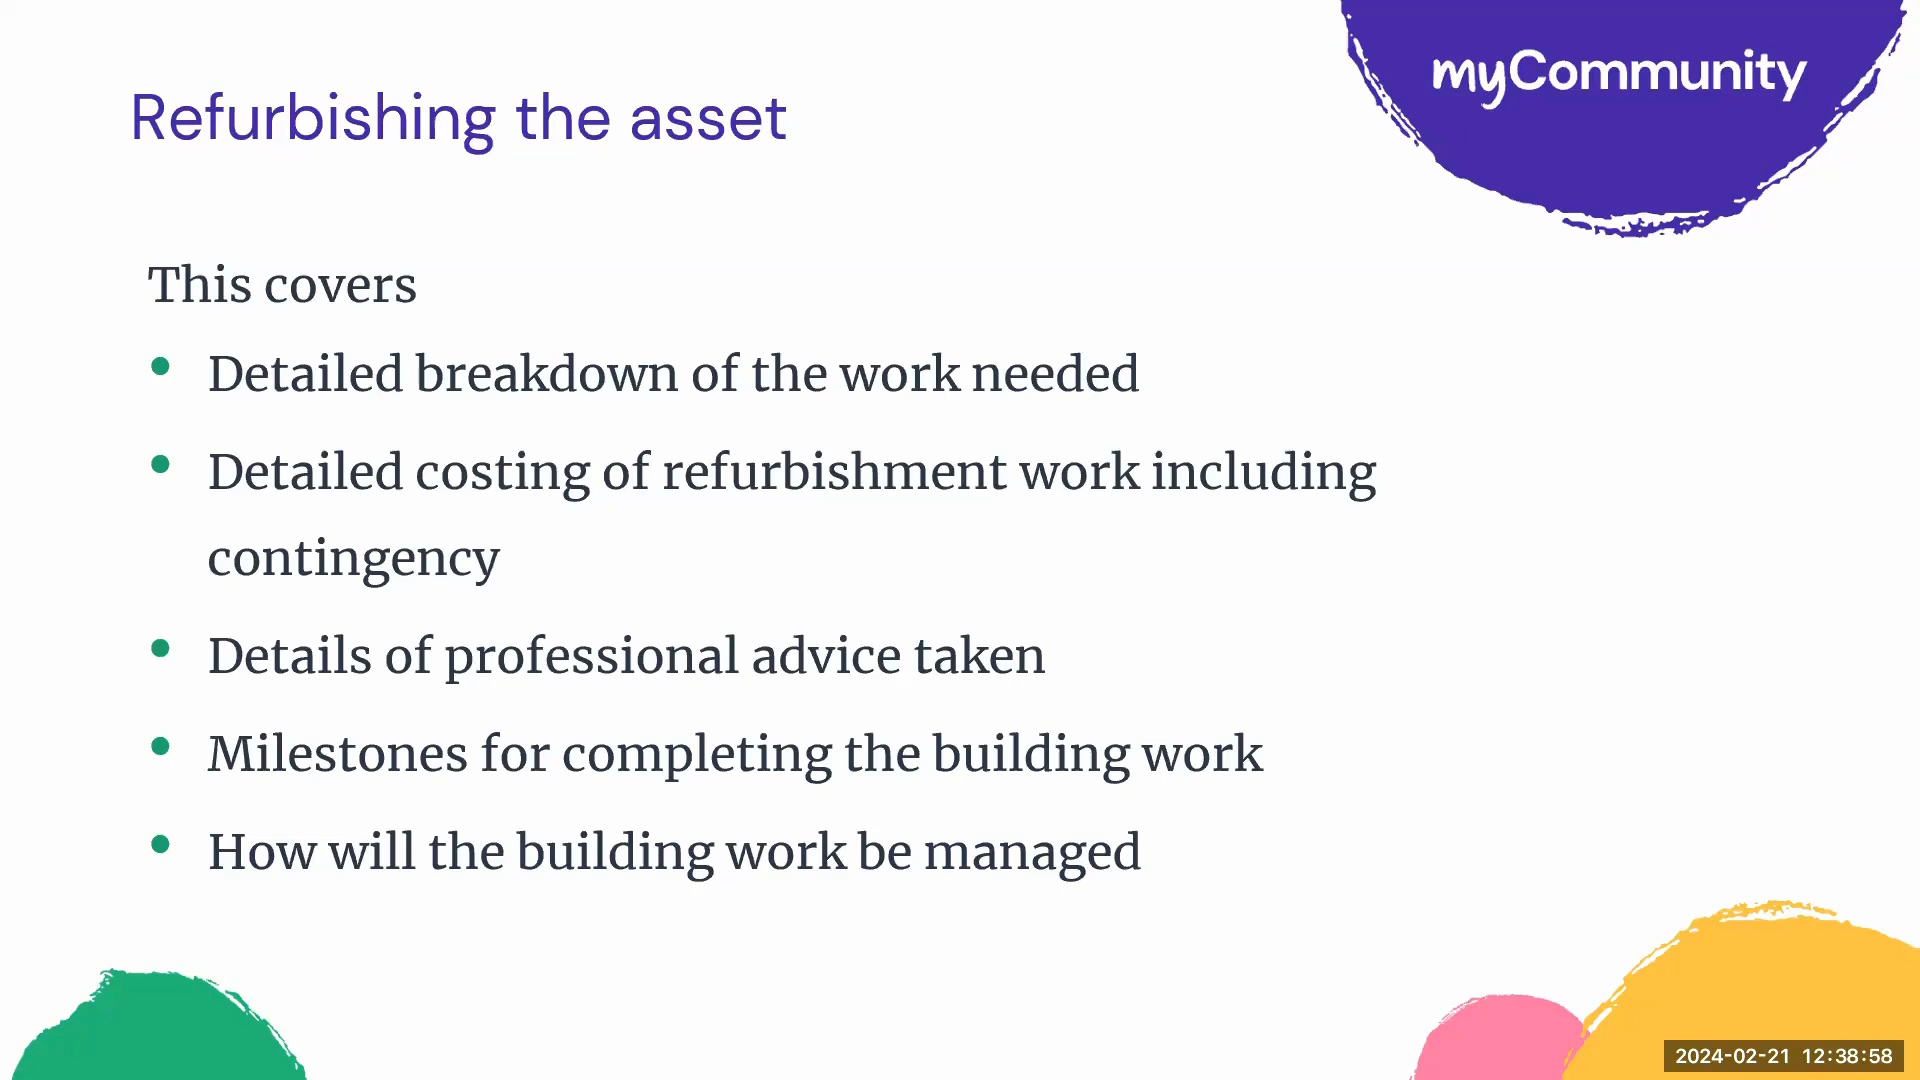 myCommunity
Refurbishing the asset
This covers
• Detailed breakdown of the work needed
• Detailed costing of refurbishment work including
contingency
• Details of professional advice taken
• Milestones for completing the building work
• How will the building work be managed
2024-02-21 12:38:58